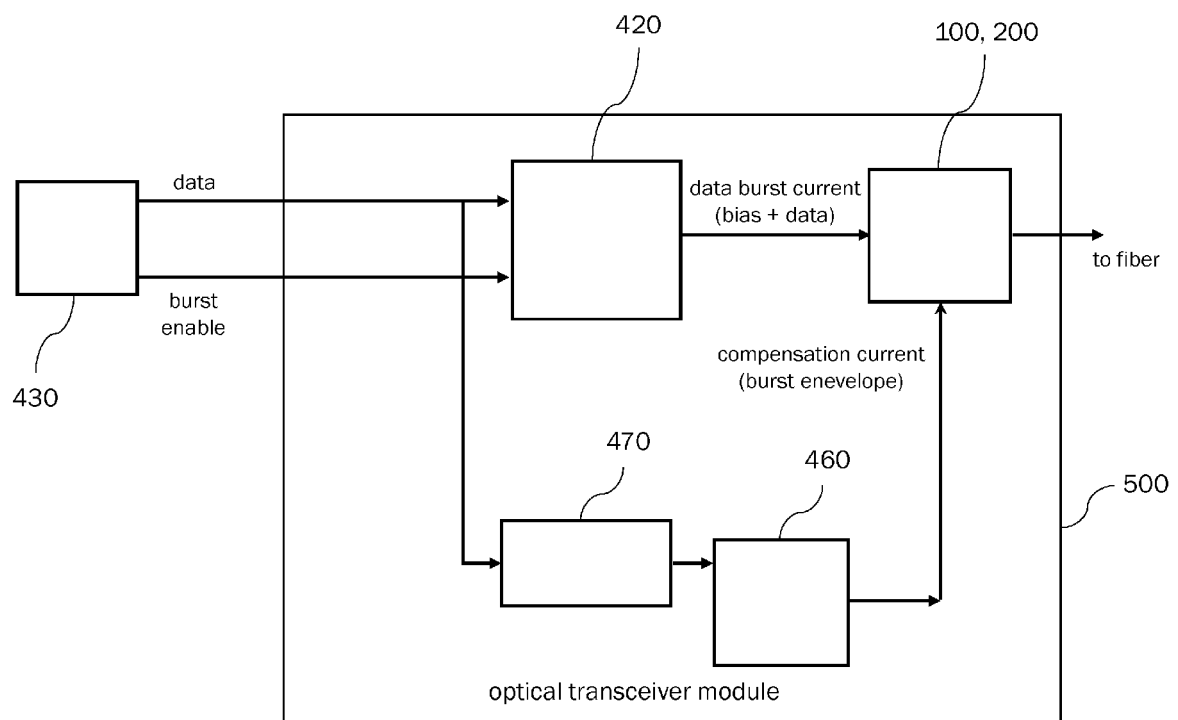 420
100, 200
data
data burst current
(bias + data)
to fiber
burst
enable
compensation current
(burst enevelope)
430
470
460
500
optical transceiver module